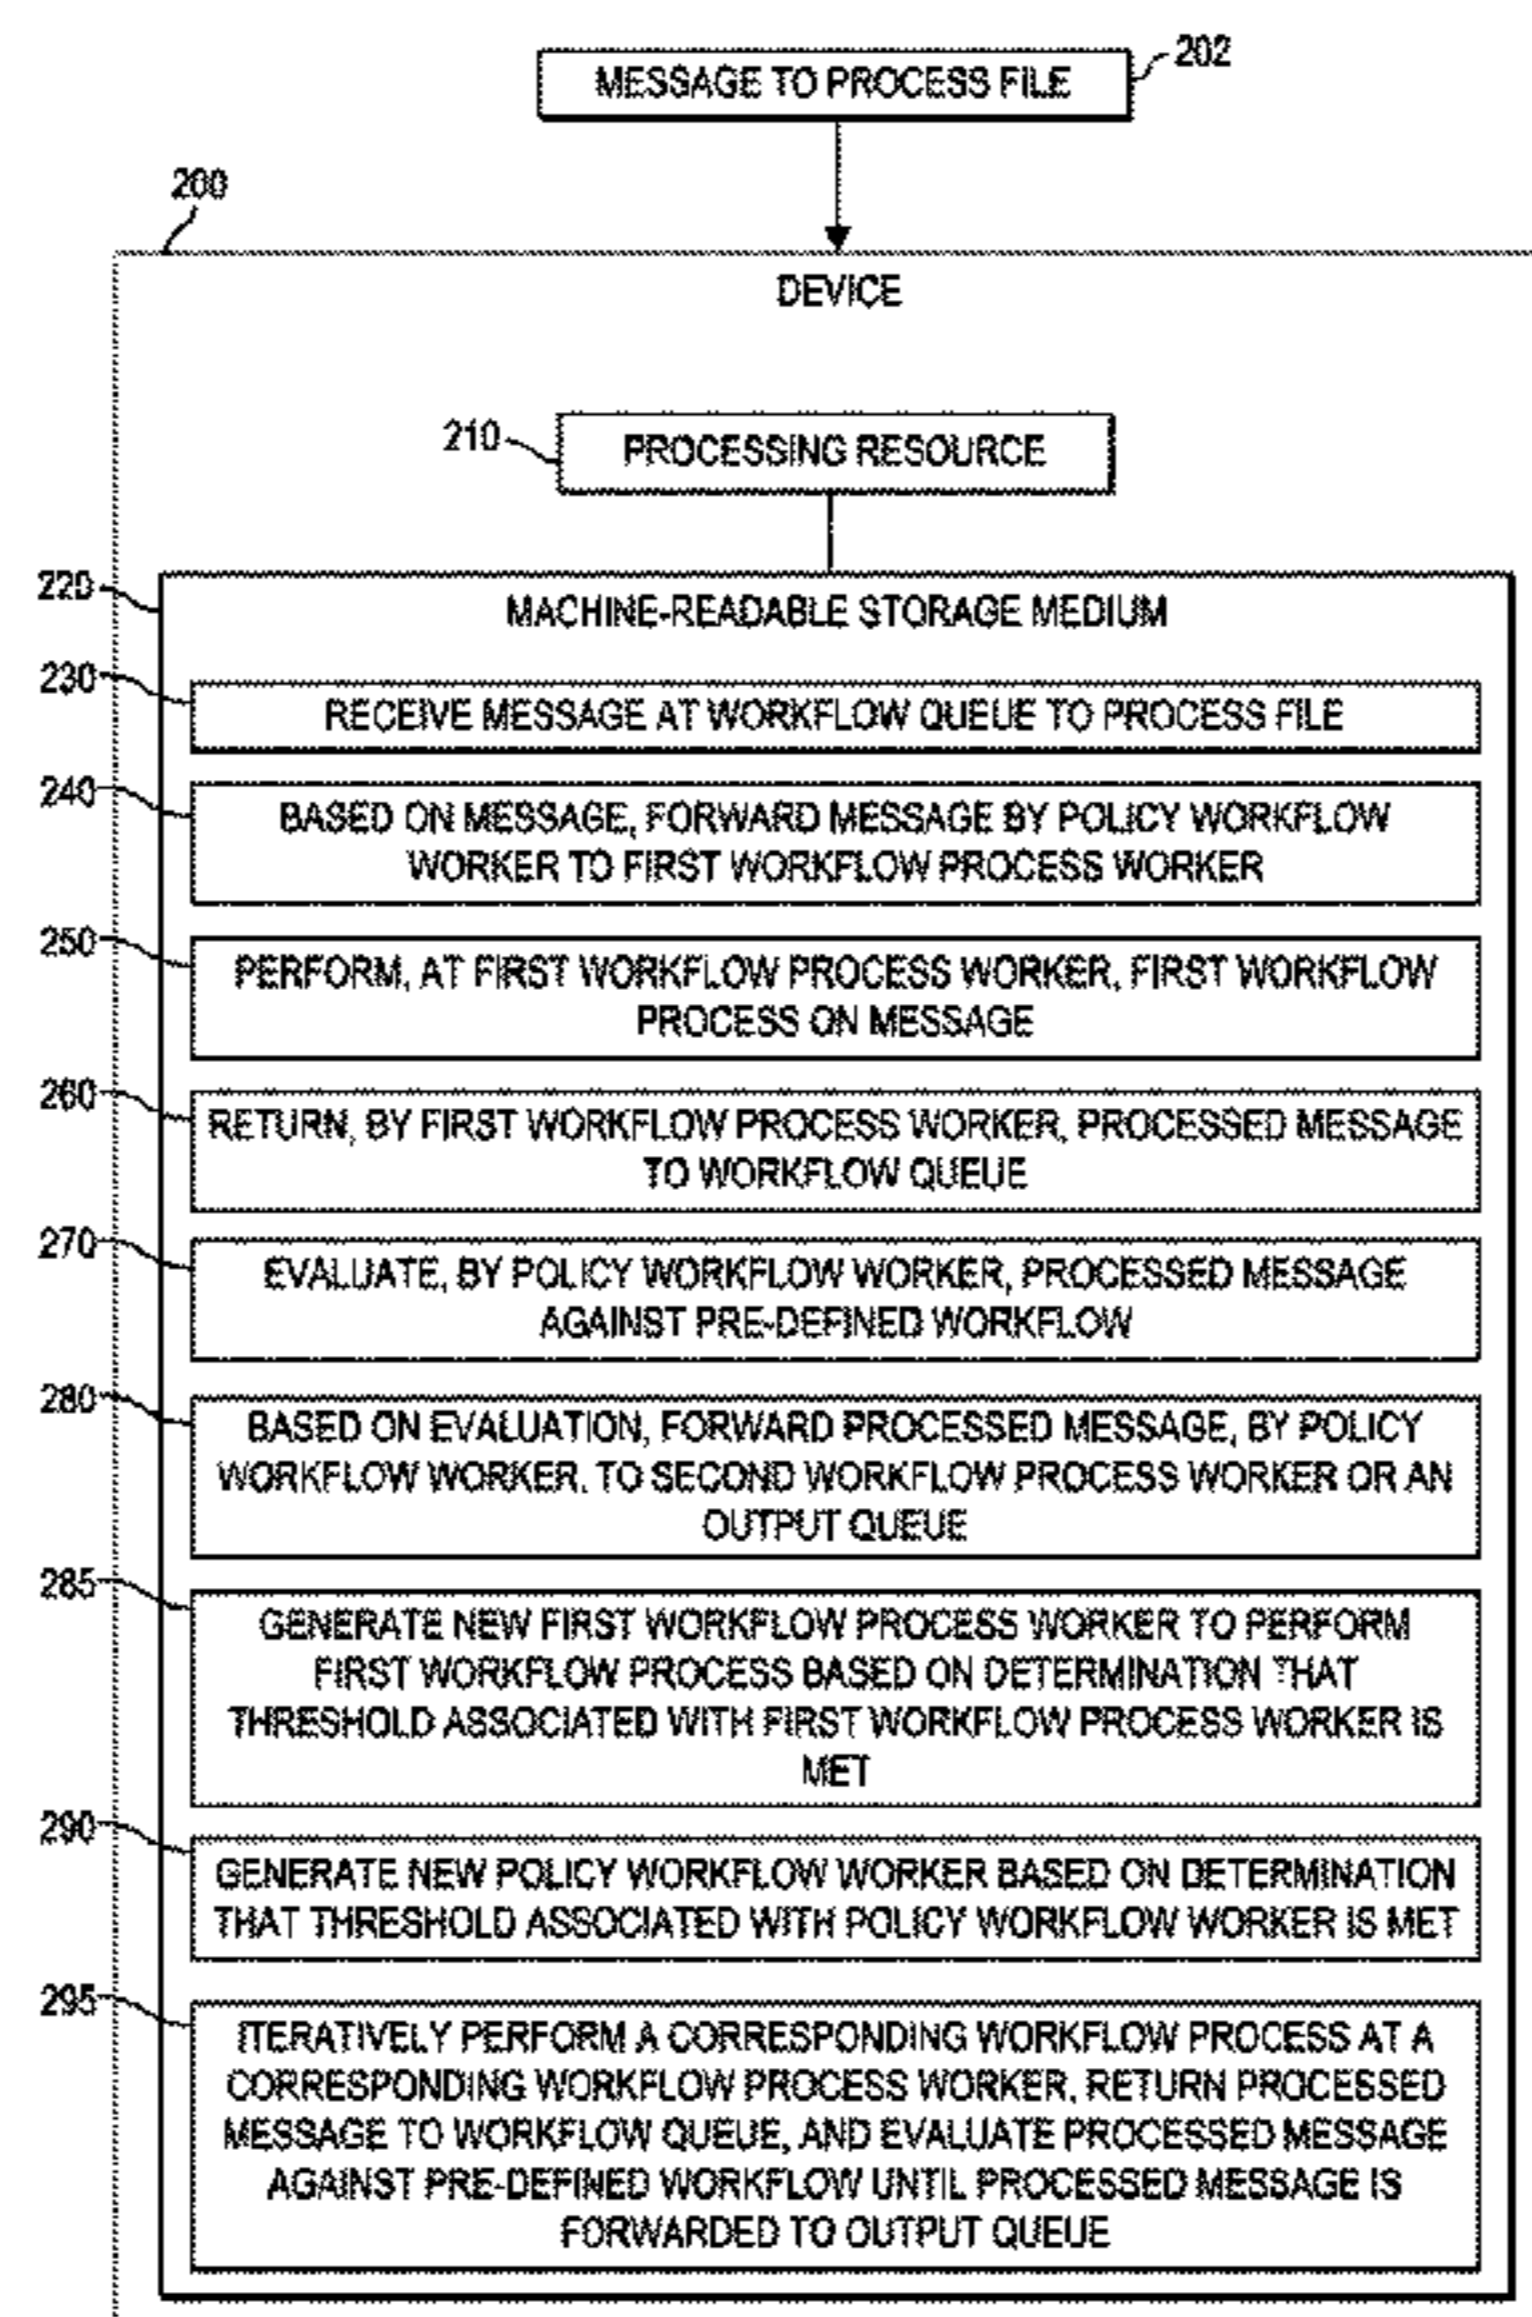 MESSAGE TO PROCESS FILE
202
200
DEVICE
210
PROCESSING RESOURCE
220
MACHINE-READABLE STORAGE MEDIUM
230
RECEIVE MESSAGE AT WORKFLOW QUEUE TO PROCESS FILE
240
BASED ON MESSAGE, FORWARD MESSAGE BY POLICY WORKFLOW
WORKER TO FIRST WORKFLOW PROCESS WORKER
250
PERFORM, AT FIRST WORKFLOW PROCESS WORKER, FIRST WORKFLOW
PROCESS ON MESSAGE
260
RETURN, BY FIRST WORKFLOW PROCESS WORKER, PROCESSED MESSAGE
TO WORKFLOW QUEUE
270
EVALUATE, BY POLICY WORKFLOW WORKER, PROCESSED MESSAGE
AGAINST PRE-DEFINED WORKFLOW
280
BASED ON EVALUATION, FORWARD PROCESSED MESSAGE, BY POLICY
WORKFLOW WORKER, TO SECOND WORKFLOW PROCESS WORKER OR AN
OUTPUT QUEUE
285
GENERATE NEW FIRST WORKFLOW PROCESS WORKER TO PERFORM
FIRST WORKFLOW PROCESS BASED ON DETERMINATION THAT
THRESHOLD ASSOCIATED WITH FIRST WORKFLOW PROCESS WORKER IS
MET
290
GENERATE NEW POLICY WORKFLOW WORKER BASED ON DETERMINATION
THAT THRESHOLD ASSOCIATED WITH POLICY WORKFLOW WORKER IS MET
295
ITERATIVELY PERFORM A CORRESPONDING WORKFLOW PROCESS AT A
CORRESPONDING WORKFLOW PROCESS WORKER, RETURN PROCESSED
MESSAGE TO WORKFLOW QUEUE, AND EVALUATE PROCESSED MESSAGE
AGAINST PRE-DEFINED WORKFLOW UNTIL PROCESSED MESSAGE IS
FORWARDED TO OUTPUT QUEUE